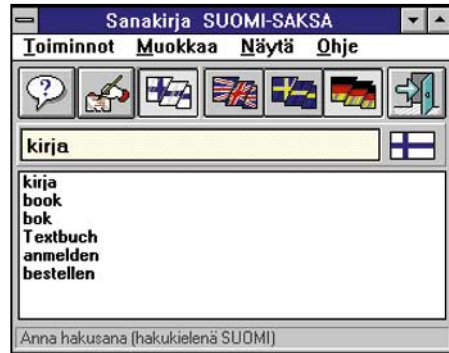 Sanakirja SUOMI-SAKSA
Toiminnot Muokkaa Näytä Ohje
?
kirja
kirja
book
bok
Textbuch
anmelden
bestellen
Anna hakusana (hakukielenä SUOMI)